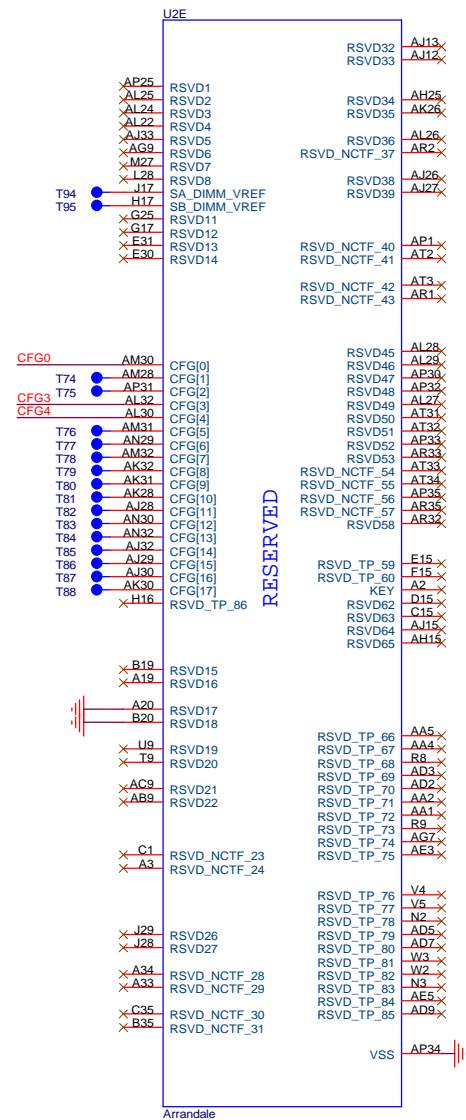 U2E
AP25 RSVD1
AL25 RSVD2
AL24 RSVD3
AL22 RSVD4
AJ33 RSVD5
AG9 RSVD6
M27 RSVD7
L28 RSVD8
T94 J17 SA_DIMM_VREF
T95 H17 SB_DIMM_VREF
G25 RSVD11
G17 RSVD12
E31 RSVD13
E30 RSVD14
CFG0 AM30 CFG[0]
T74 AM28 CFG[1]
T75 AP31 CFG[2]
CFG3 AL32 CFG[3]
CFG4 AL30 CFG[4]
T76 AM31 CFG[5]
T77 AN29 CFG[6]
T78 AM32 CFG[7]
T79 AK32 CFG[8]
T80 AK31 CFG[9]
T81 AK28 CFG[10]
T82 AJ28 CFG[11]
T83 AN30 CFG[12]
T84 AN32 CFG[13]
T85 AJ32 CFG[14]
T86 AJ29 CFG[15]
T87 AJ30 CFG[16]
T88 AK30 CFG[17]
H16 RSVD_TP_86
B19 RSVD15
A19 RSVD16
A20 RSVD17
B20 RSVD18
U9 RSVD19
T9 RSVD20
AC9 RSVD21
AB9 RSVD22
C1 RSVD_NCTF_23
A3 RSVD_NCTF_24
J29 RSVD26
J28 RSVD27
A34 RSVD_NCTF_28
A33 RSVD_NCTF_29
C35 RSVD_NCTF_30
B35 RSVD_NCTF_31
RESERVED
RSVD32 AJ13
RSVD33 AJ12
RSVD34 AH25
RSVD35 AK26
RSVD36 AL26
RSVD_NCTF_37 AR2
RSVD38 AJ26
RSVD39 AJ27
RSVD_NCTF_40 AP1
RSVD_NCTF_41 AT2
RSVD_NCTF_42 AT3
RSVD_NCTF_43 AR1
RSVD45 AL28
RSVD46 AL29
RSVD47 AP30
RSVD48 AP32
RSVD49 AL27
RSVD50 AT31
RSVD51 AT32
RSVD52 AP33
RSVD53 AR33
RSVD_NCTF_54 AT33
RSVD_NCTF_55 AT34
RSVD_NCTF_56 AP35
RSVD_NCTF_57 AR35
RSVD58 AR32
RSVD_TP_59 E15
RSVD_TP_60 F15
KEY A2
RSVD62 D15
RSVD63 C15
RSVD64 AJ15
RSVD65 AH15
RSVD_TP_66 AA5
RSVD_TP_67 AA4
RSVD_TP_68 R8
RSVD_TP_69 AD3
RSVD_TP_70 AD2
RSVD_TP_71 AA2
RSVD_TP_72 AA1
RSVD_TP_73 R9
RSVD_TP_74 AG7
RSVD_TP_75 AE3
RSVD_TP_76 V4
RSVD_TP_77 V5
RSVD_TP_78 N2
RSVD_TP_79 AD5
RSVD_TP_80 AD7
RSVD_TP_81 W3
RSVD_TP_82 W2
RSVD_TP_83 N3
RSVD_TP_84 AE5
RSVD_TP_85 AD9
VSS AP34
Arrandale